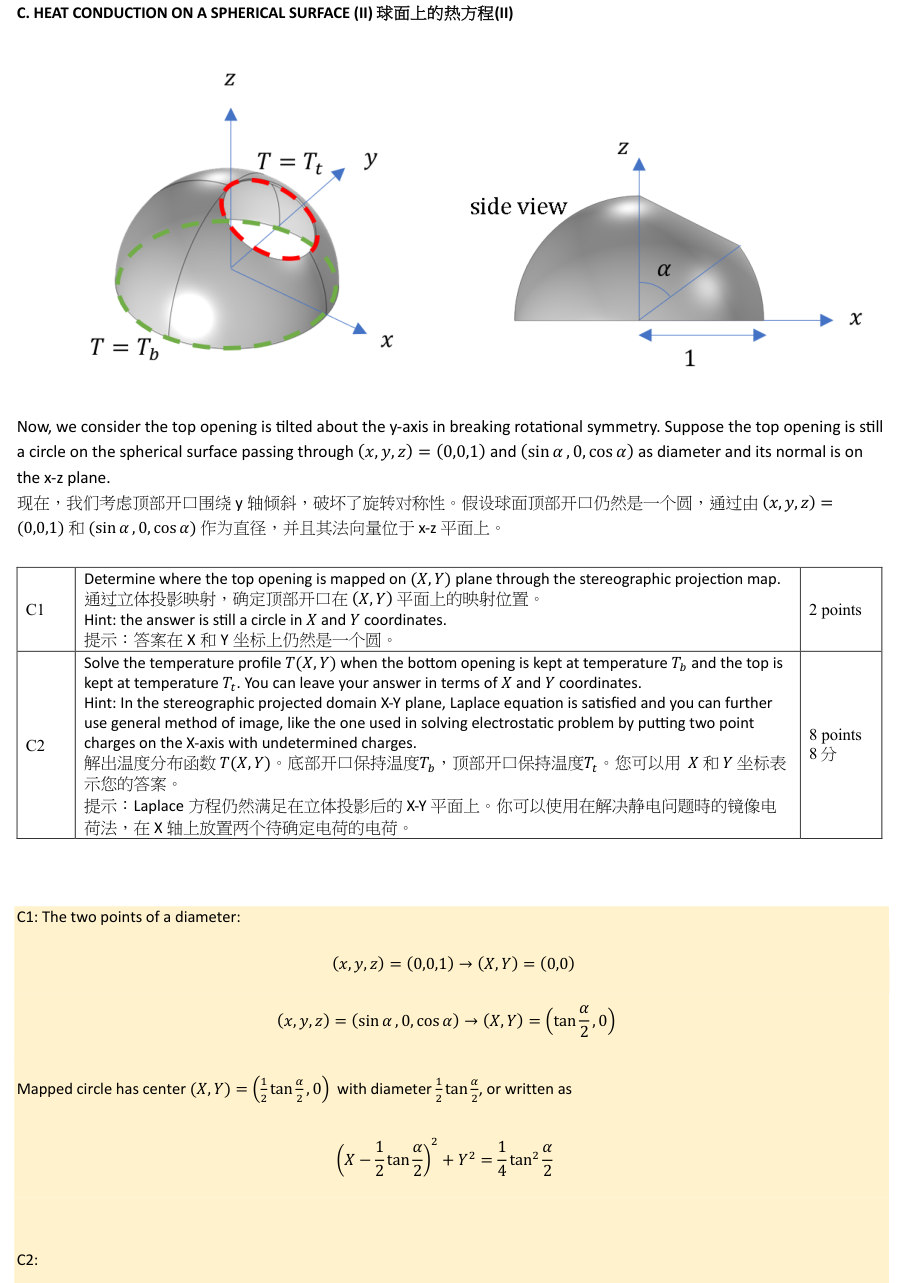 C. HEAT CONDUCTION ON A SPHERICAL SURFACE (II) 球面上的热方程(II)
z
T = T_t
y
x
T = T_b
z
side view
α
x
1
Now, we consider the top opening is tilted about the y-axis in breaking rotational symmetry. Suppose the top opening is still
a circle on the spherical surface passing through (x, y, z) = (0,0,1) and (sin α , 0, cos α) as diameter and its normal is on
the x-z plane.
现在，我们考虑顶部开口围绕 y 轴倾斜，破坏了旋转对称性。假设球面顶部开口仍然是一个圆，通过由 (x, y, z) =
(0,0,1) 和 (sin α , 0, cos α) 作为直径，并且其法向量位于 x-z 平面上。
C1
Determine where the top opening is mapped on (X, Y) plane through the stereographic projection map.
通过立体投影映射，确定顶部开口在 (X, Y) 平面上的映射位置。
Hint: the answer is still a circle in X and Y coordinates.
提示：答案在 X 和 Y 坐标上仍然是一个圆。
2 points
C2
Solve the temperature profile T(X, Y) when the bottom opening is kept at temperature T_b and the top is
kept at temperature T_t. You can leave your answer in terms of X and Y coordinates.
Hint: In the stereographic projected domain X-Y plane, Laplace equation is satisfied and you can further
use general method of image, like the one used in solving electrostatic problem by putting two point
charges on the X-axis with undetermined charges.
解出温度分布函数 T(X, Y)。底部开口保持温度T_b，顶部开口保持温度T_t。您可以用 X 和 Y 坐标表
示您的答案。
提示：Laplace 方程仍然满足在立体投影后的 X-Y 平面上。你可以使用在解决静电问题時的镜像电
荷法，在 X 轴上放置两个待确定电荷的电荷。
8 points
8 分
C1: The two points of a diameter:
(x, y, z) = (0,0,1) → (X, Y) = (0,0)
(x, y, z) = (sin α , 0, cos α) → (X, Y) = (tan α/2 , 0)
Mapped circle has center (X, Y) = (1/2 tan α/2 , 0) with diameter 1/2 tan α/2, or written as
(X − 1/2 tan α/2)² + Y² = 1/4 tan² α/2
C2: